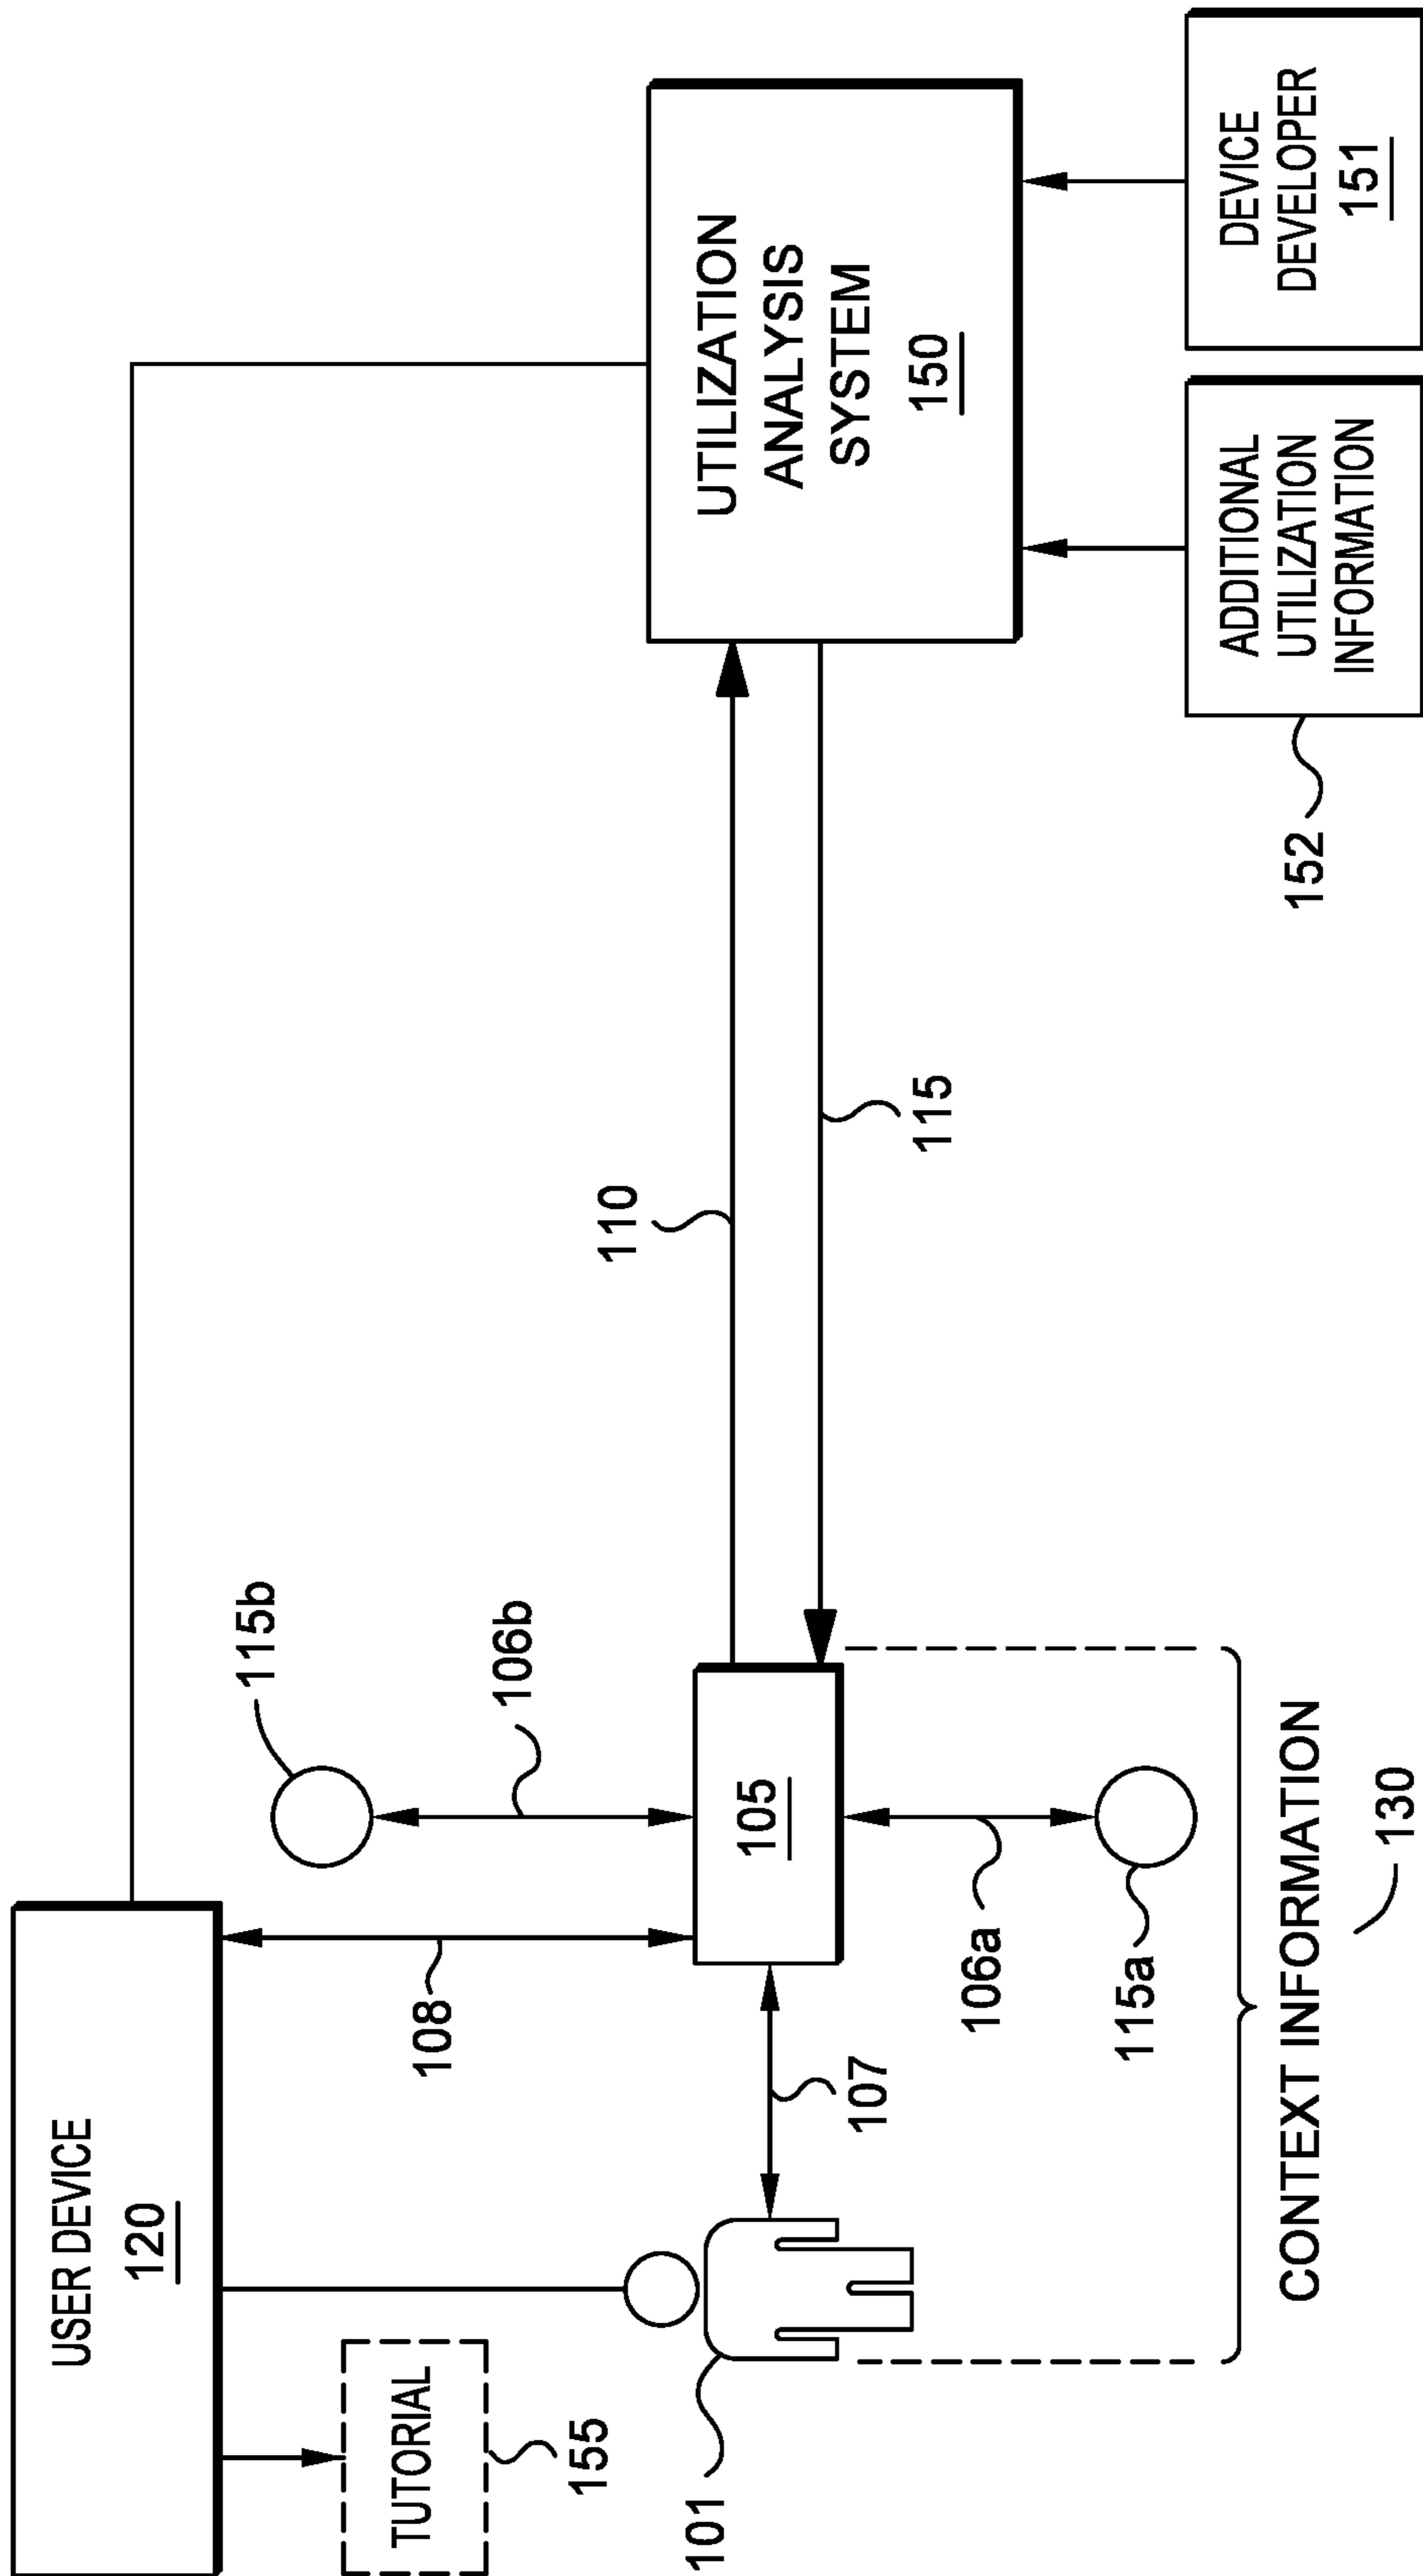 USER DEVICE
120
TUTORIAL
155
101
108
107
115b
106b
105
106a
115a
CONTEXT INFORMATION
130
110
115
UTILIZATION
ANALYSIS
SYSTEM
150
152
ADDITIONAL
UTILIZATION
INFORMATION
DEVICE
DEVELOPER
151